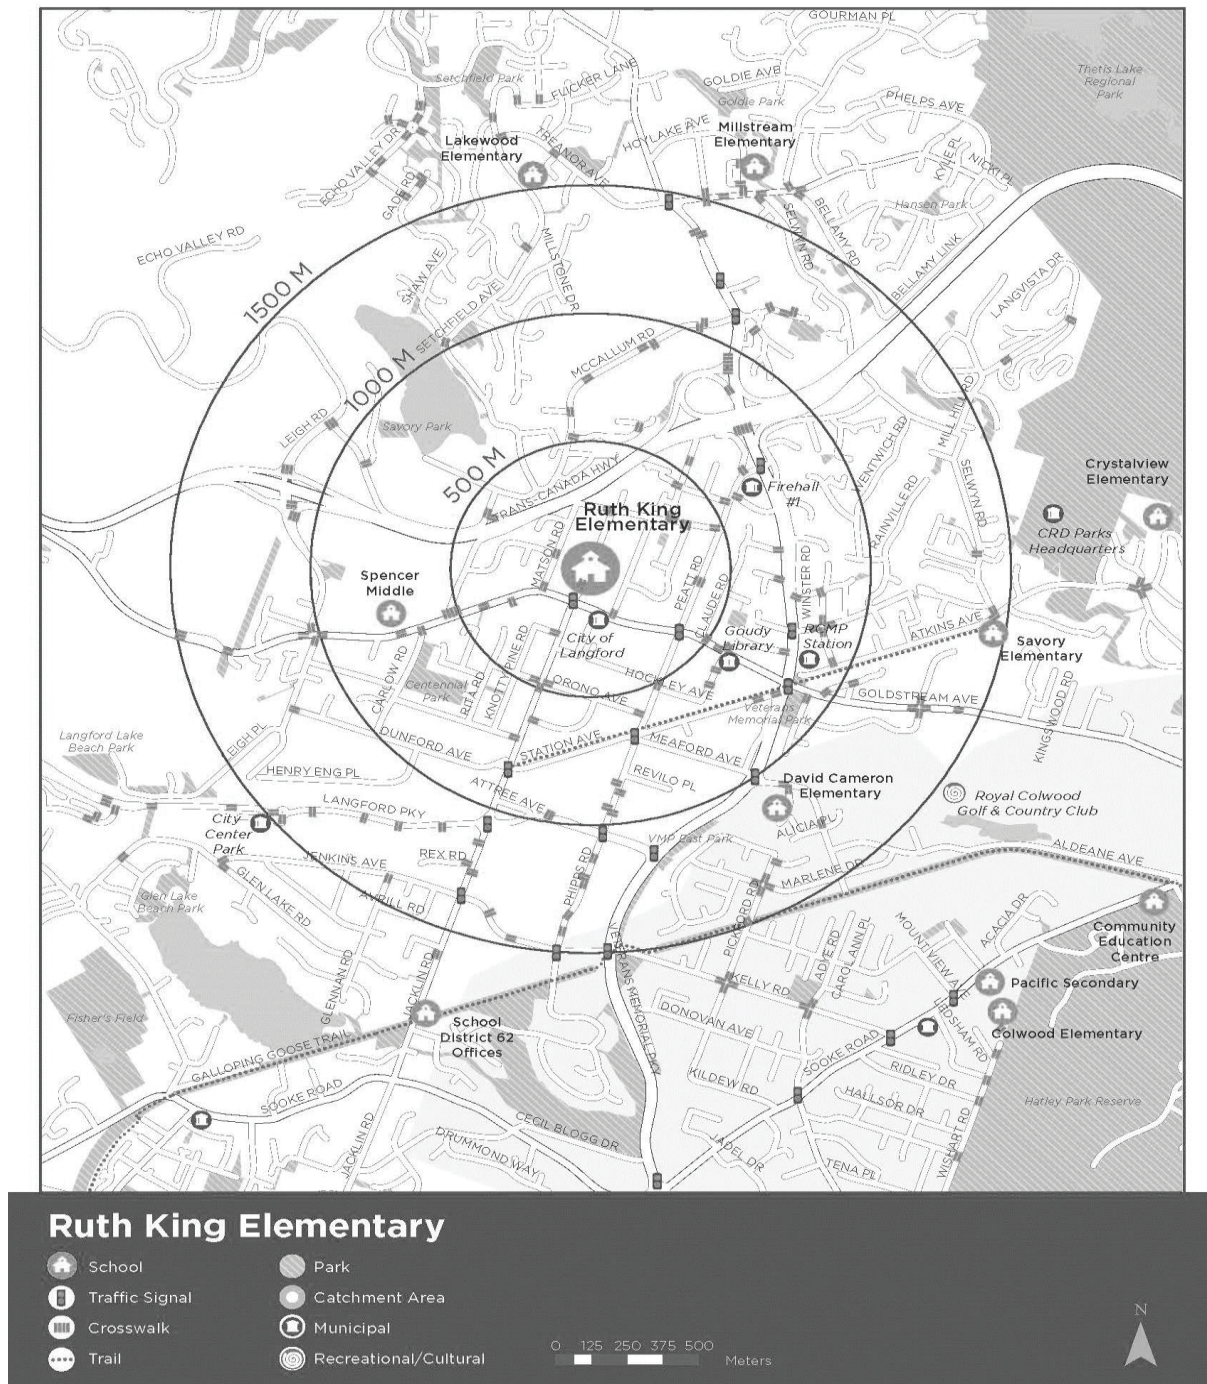 GOURMAN PL
Thetis Lake
Regional
Park
Setchfield Park
FLICKER LANE
GOLDIE AVE
Goldie Park
PHELPS AVE
HOYLAKE AVE
Millstream
Elementary
Lakewood
Elementary
TREANOR AVE
ECHO VALLEY DR
GADE RD
KYLIE PL
NICKI PL
Hansen Park
SELWYN RD
BELLAMY RD
BELLAMY LINK
ECHO VALLEY RD
MILLSTONE DR
SHAW AVE
SETCHFIELD AVE
LANGVISTA DR
1500 M
1000 M
MCCALLUM RD
LEIGH RD
Savory Park
MILL HILL RD
500 M
TRANS-CANADA HWY
WENTWICH RD
SELWYN RD
Crystalview
Elementary
Firehall
#1
RAINVILLE RD
Ruth King
Elementary
CRD Parks
Headquarters
MATSON RD
Spencer
Middle
PEATT RD
CLAUDE RD
WINSTER RD
City of
Langford
Goudy
Library
RCMP
Station
ATKINS AVE
Savory
Elementary
CARLOW RD
Centennial
Park
RITA RD
KNOTTY PINE RD
ORONO AVE
HOCKLEY AVE
GOLDSTREAM AVE
KINGSWOOD RD
Veterans
Memorial Park
Langford Lake
Beach Park
LEIGH PL
DUNFORD AVE
STATION AVE
MEAFORD AVE
HENRY ENG PL
ATTREE AVE
REVILO PL
David Cameron
Elementary
LANGFORD PKY
City
Center
Park
ALICIA PL
Royal Colwood
Golf & Country Club
VMP East Park
ALDEANE AVE
JENKINS AVE
REX RD
PHIPPS RD
MARLENE DR
Glen Lake
Beach Park
GLEN LAKE RD
AVRILL RD
PICKFORD RD
ACACIA DR
Community
Education
Centre
MOUNTVIEW AVE
CAROL ANN PL
ADYE RD
GLENNAN RD
JACKLIN RD
VETERANS MEMORIAL PKY
KELLY RD
Pacific Secondary
Fisher's Field
School
District 62
Offices
DONOVAN AVE
LEDSHAM RD
Colwood Elementary
GALLOPING GOOSE TRAIL
SOOKE ROAD
SOOKE ROAD
KILDEW RD
RIDLEY DR
HALLSOR DR
Hatley Park Reserve
CECIL BLOGG DR
DRUMMOND WAY
JACKLIN RD
JADEL DR
TENA PL
WISHART RD
Ruth King Elementary
School
Park
Traffic Signal
Catchment Area
Crosswalk
Municipal
Trail
Recreational/Cultural
0 125 250 375 500
Meters
N